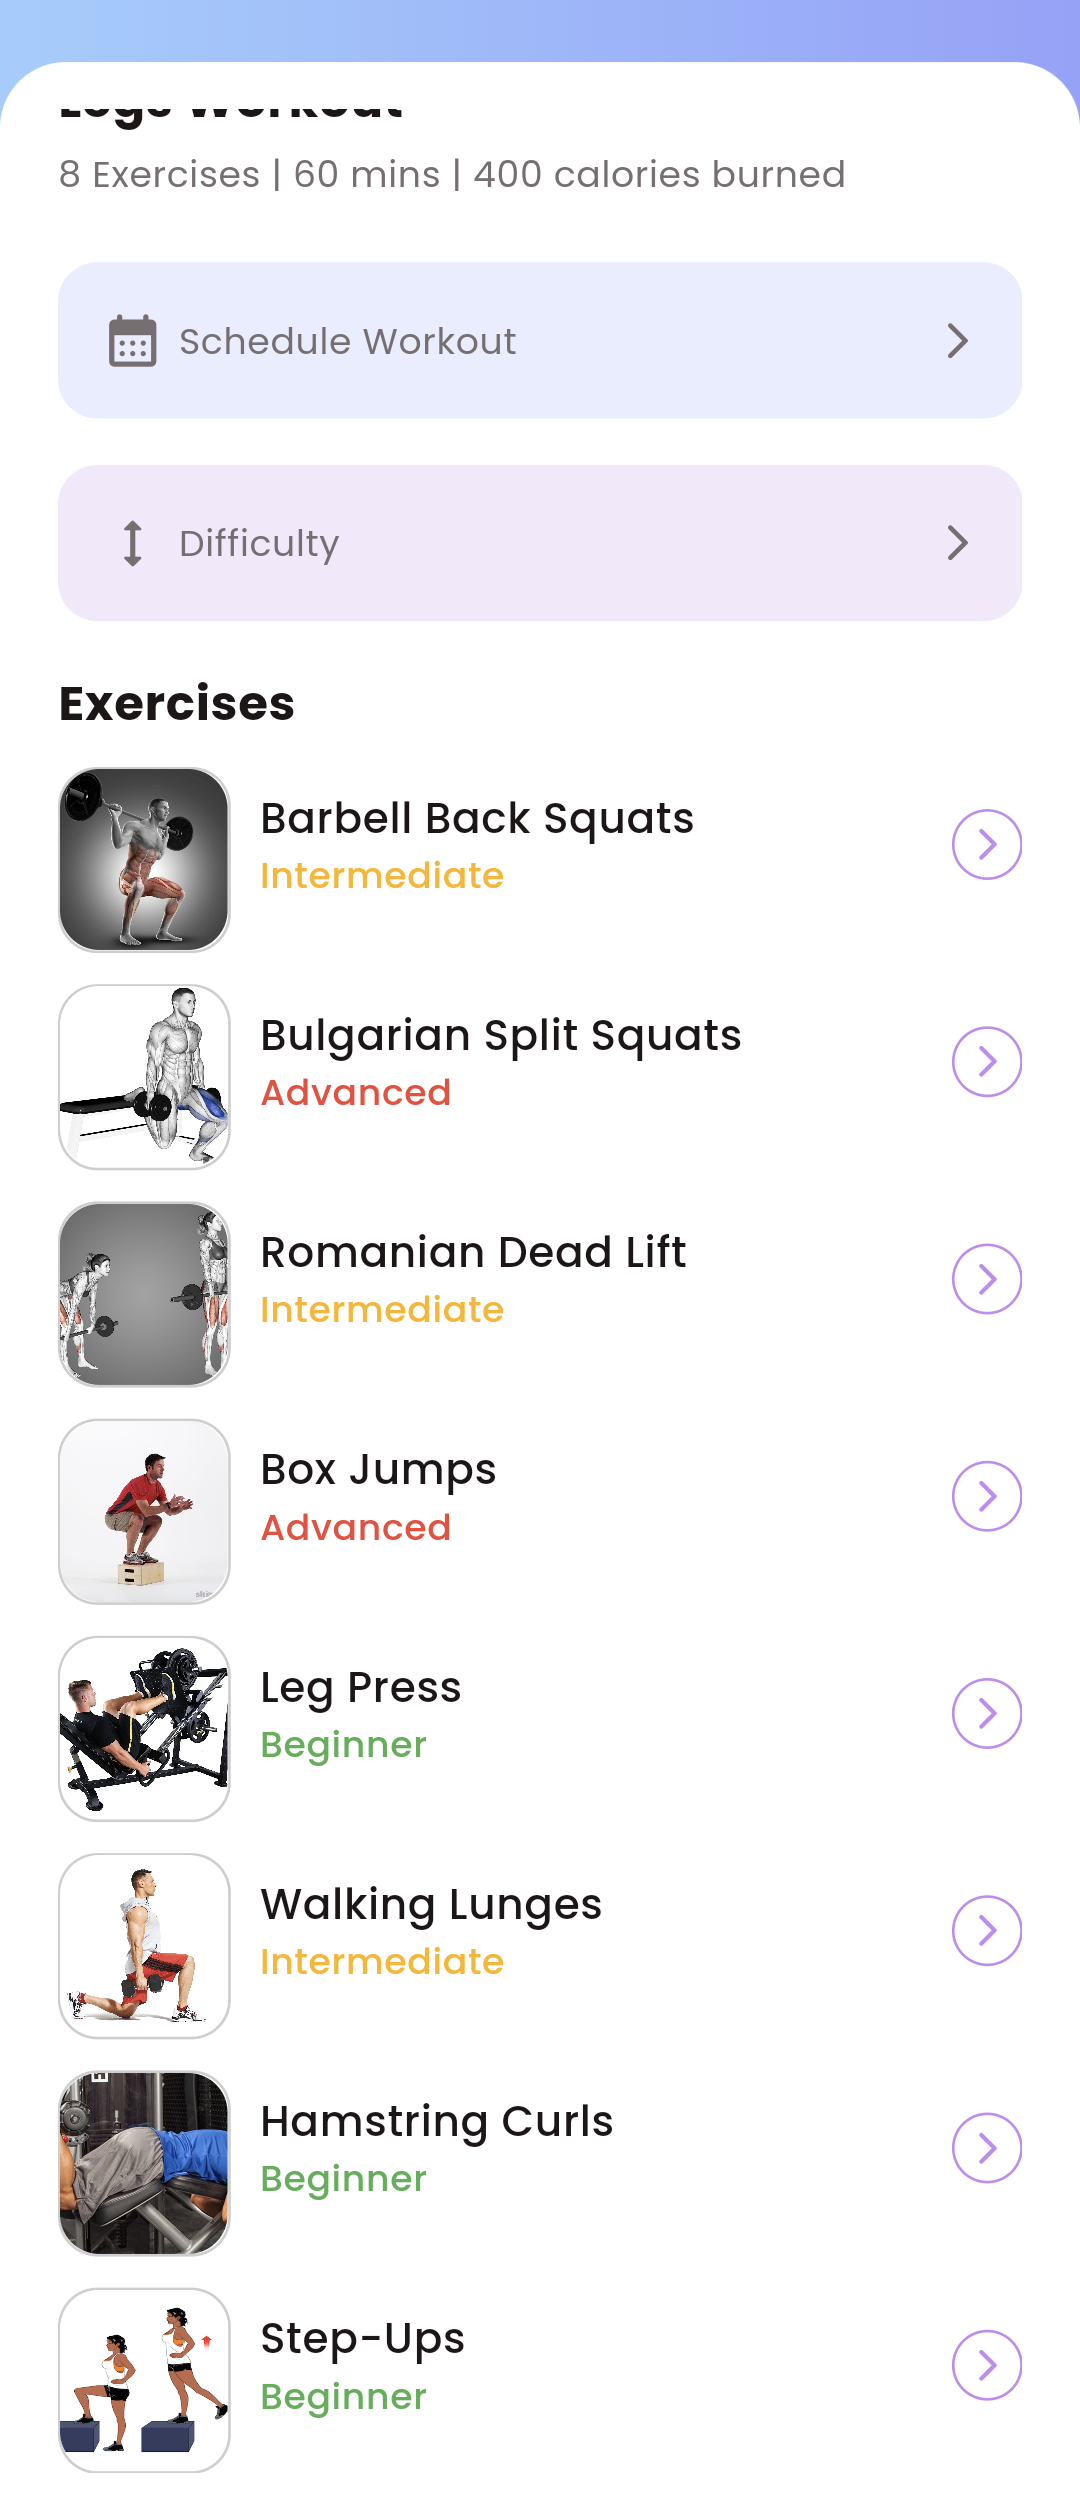 Legs Workout
8 Exercises | 60 mins | 400 calories burned
Schedule Workout
Difficulty
Exercises
Barbell Back Squats
Intermediate
Bulgarian Split Squats
Advanced
Romanian Dead Lift
Intermediate
Box Jumps
Advanced
Leg Press
Beginner
Walking Lunges
Intermediate
Hamstring Curls
Beginner
Step-Ups
Beginner